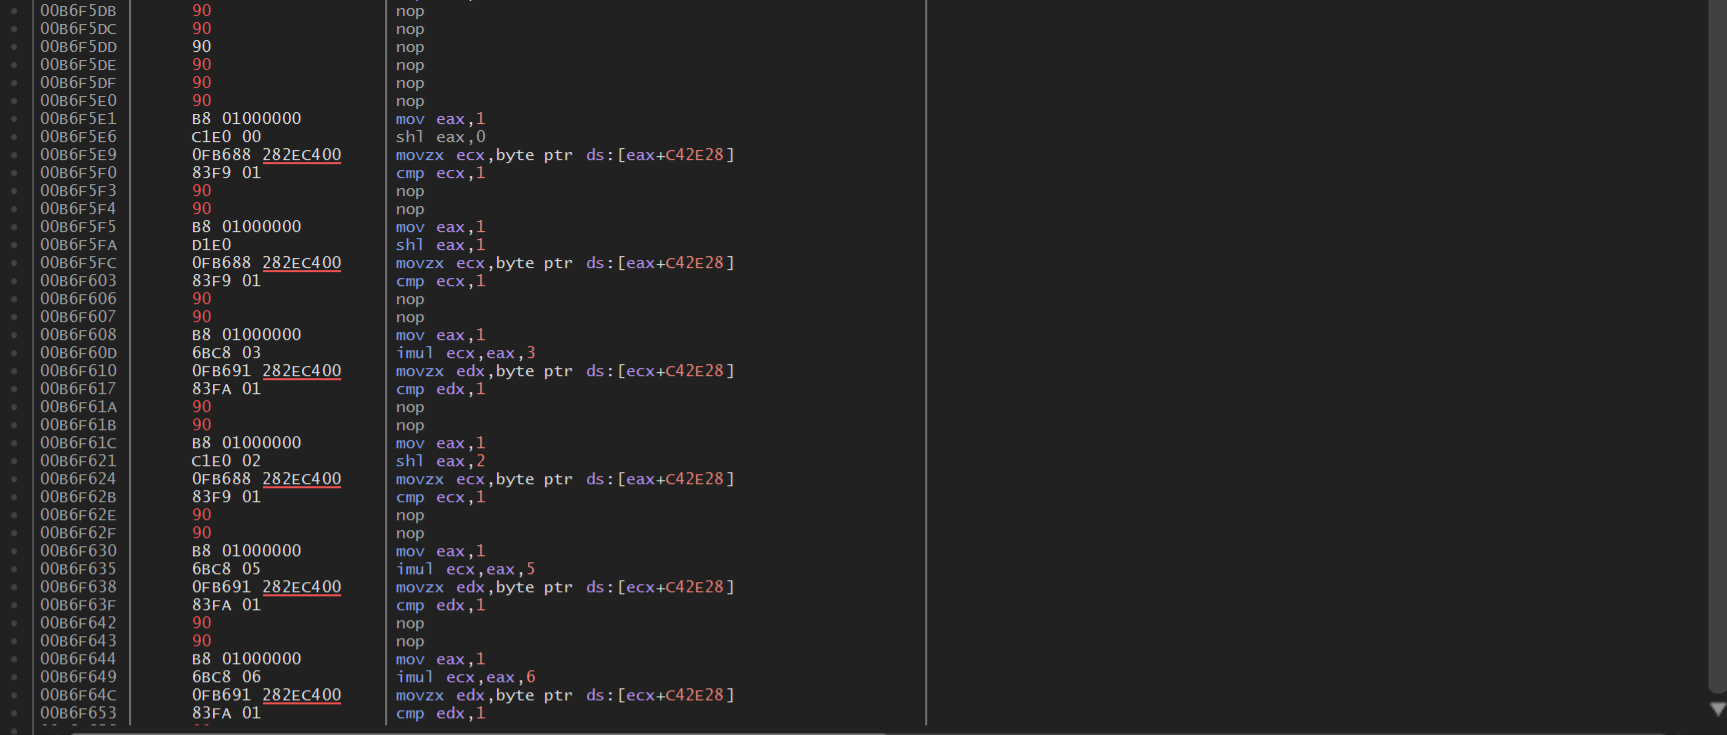 00B6F5DB 90 nop
00B6F5DC 90 nop
00B6F5DD 90 nop
00B6F5DE 90 nop
00B6F5DF 90 nop
00B6F5E0 90 nop
00B6F5E1 B8 01000000 mov eax,1
00B6F5E6 C1E0 00 shl eax,0
00B6F5E9 0FB688 282EC400 movzx ecx,byte ptr ds:[eax+C42E28]
00B6F5F0 83F9 01 cmp ecx,1
00B6F5F3 90 nop
00B6F5F4 90 nop
00B6F5F5 B8 01000000 mov eax,1
00B6F5FA D1E0 shl eax,1
00B6F5FC 0FB688 282EC400 movzx ecx,byte ptr ds:[eax+C42E28]
00B6F603 83F9 01 cmp ecx,1
00B6F606 90 nop
00B6F607 90 nop
00B6F608 B8 01000000 mov eax,1
00B6F60D 6BC8 03 imul ecx,eax,3
00B6F610 0FB691 282EC400 movzx edx,byte ptr ds:[ecx+C42E28]
00B6F617 83FA 01 cmp edx,1
00B6F61A 90 nop
00B6F61B 90 nop
00B6F61C B8 01000000 mov eax,1
00B6F621 C1E0 02 shl eax,2
00B6F624 0FB688 282EC400 movzx ecx,byte ptr ds:[eax+C42E28]
00B6F62B 83F9 01 cmp ecx,1
00B6F62E 90 nop
00B6F62F 90 nop
00B6F630 B8 01000000 mov eax,1
00B6F635 6BC8 05 imul ecx,eax,5
00B6F638 0FB691 282EC400 movzx edx,byte ptr ds:[ecx+C42E28]
00B6F63F 83FA 01 cmp edx,1
00B6F642 90 nop
00B6F643 90 nop
00B6F644 B8 01000000 mov eax,1
00B6F649 6BC8 06 imul ecx,eax,6
00B6F64C 0FB691 282EC400 movzx edx,byte ptr ds:[ecx+C42E28]
00B6F653 83FA 01 cmp edx,1